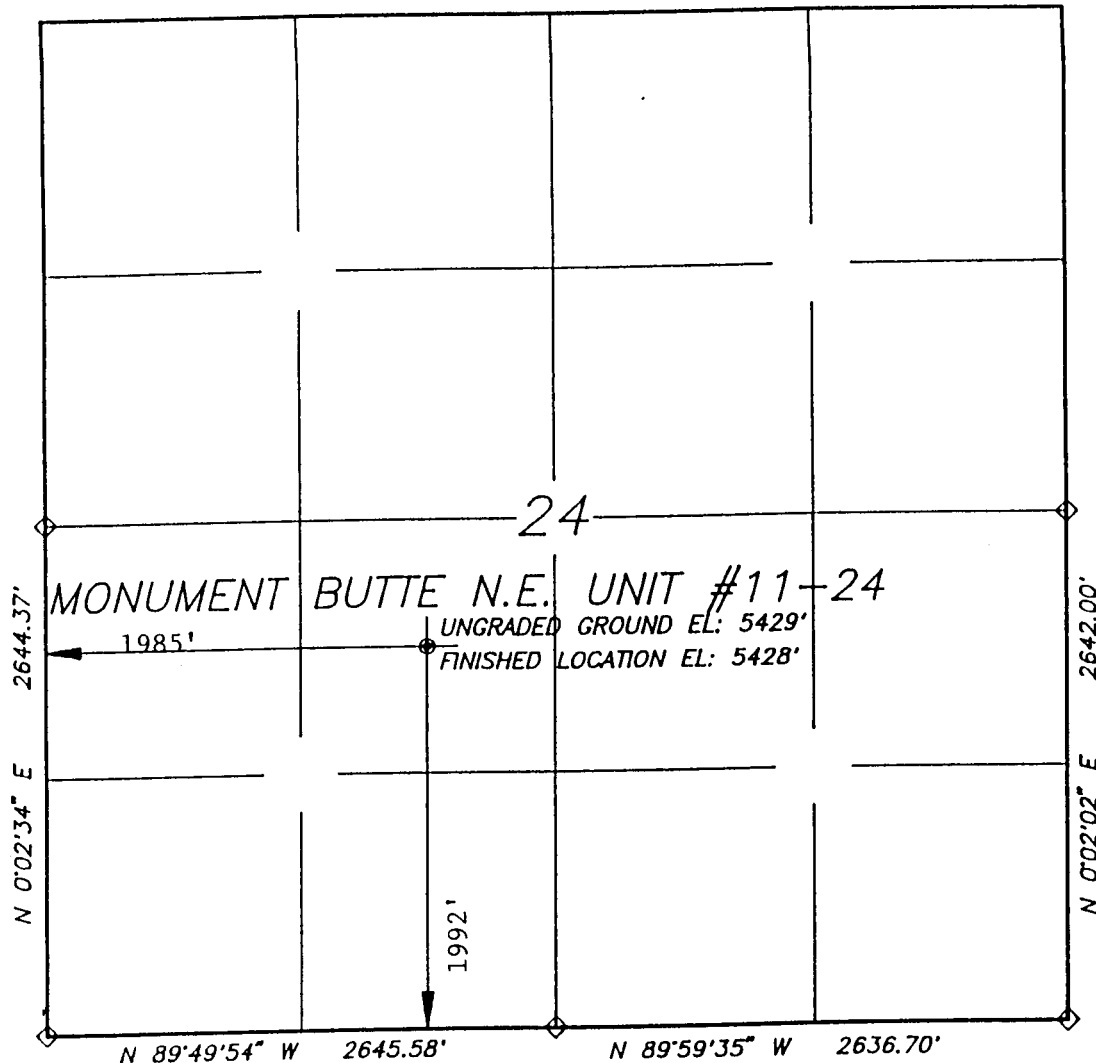 24
MONUMENT BUTTE N.E. UNIT #11-24
UNGRADED GROUND EL: 5429'
1985'
FINISHED LOCATION EL: 5428'
N 0°02'34" E 2644.37'
N 0°02'02" E 2642.00'
1992'
N 89°49'54" W 2645.58'
N 89°59'35" W 2636.70'